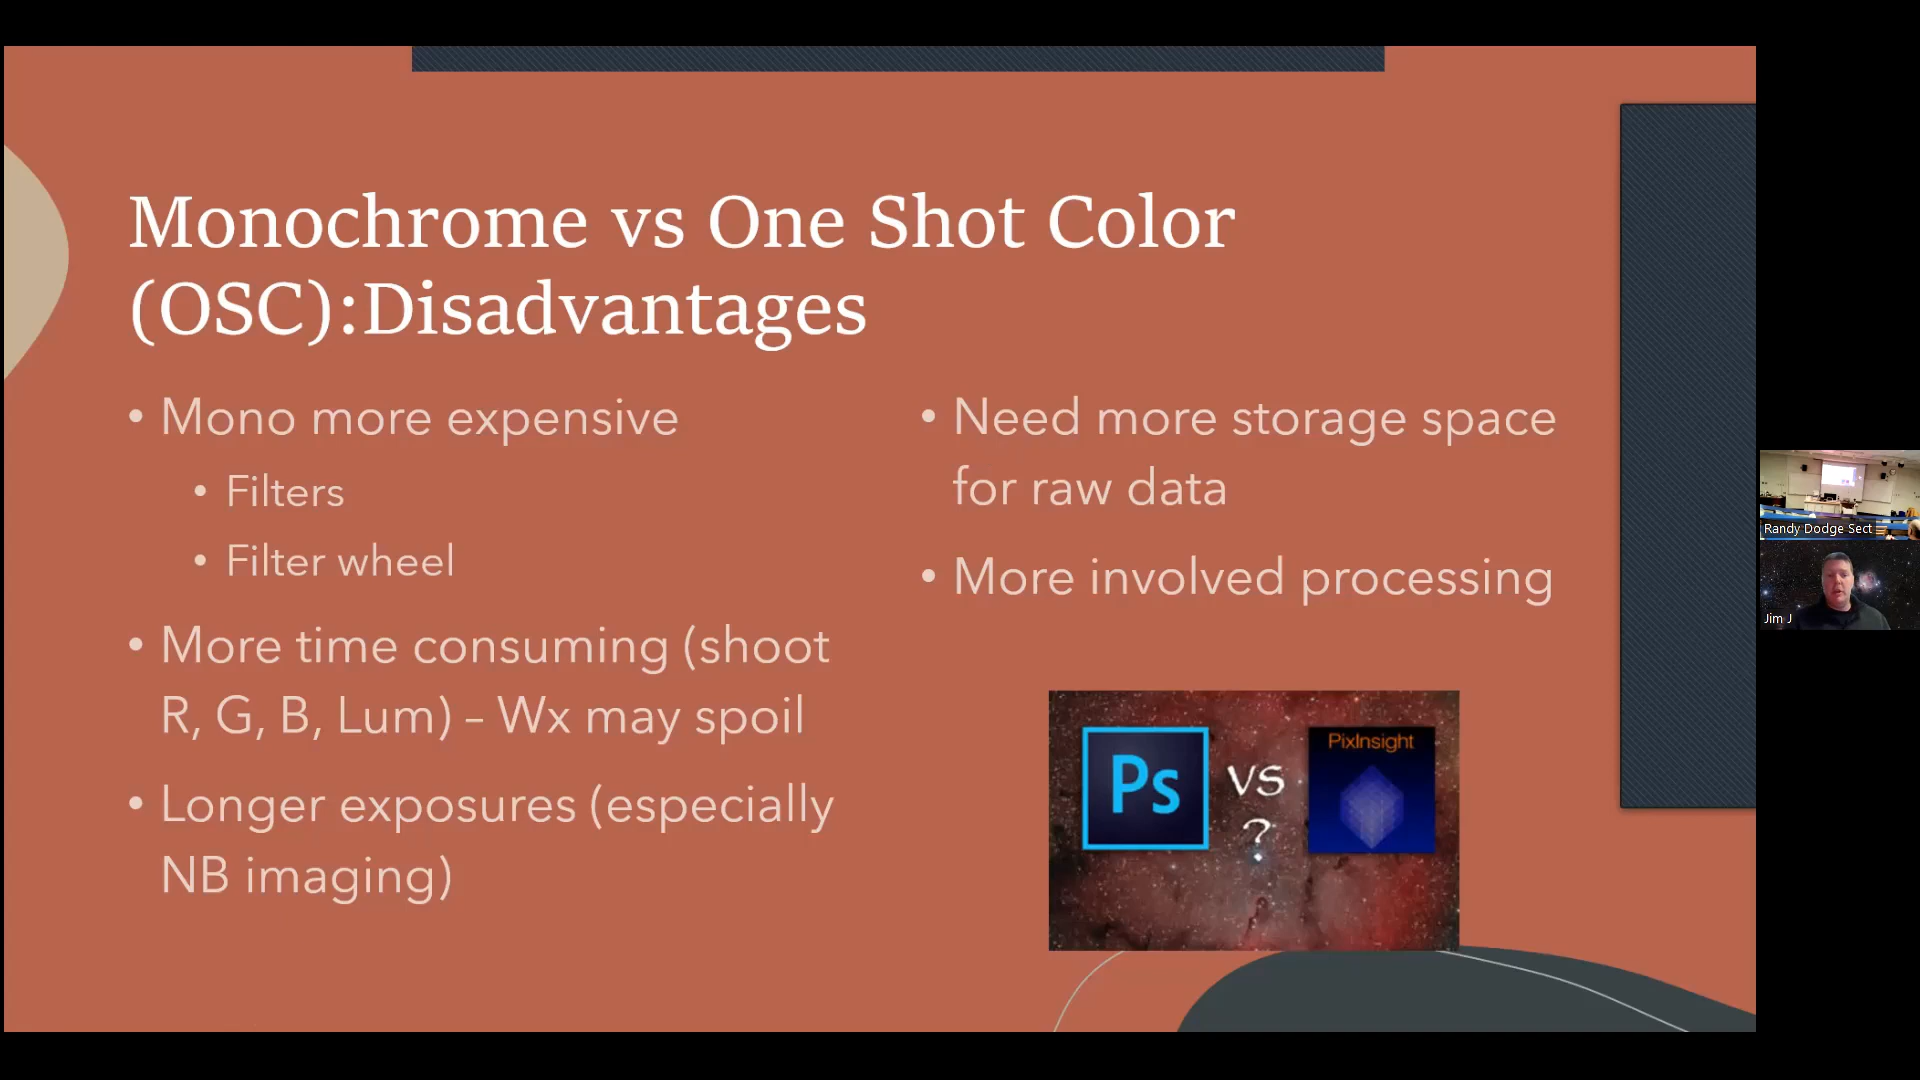 Monochrome vs One Shot Color
(OSC):Disadvantages
• Mono more expensive
• Filters
• Filter wheel
• More time consuming (shoot
R, G, B, Lum) – Wx may spoil
• Longer exposures (especially
NB imaging)
• Need more storage space
for raw data
• More involved processing
Ps
vs
?
PixInsight
Randy Dodge Sect
Jim J